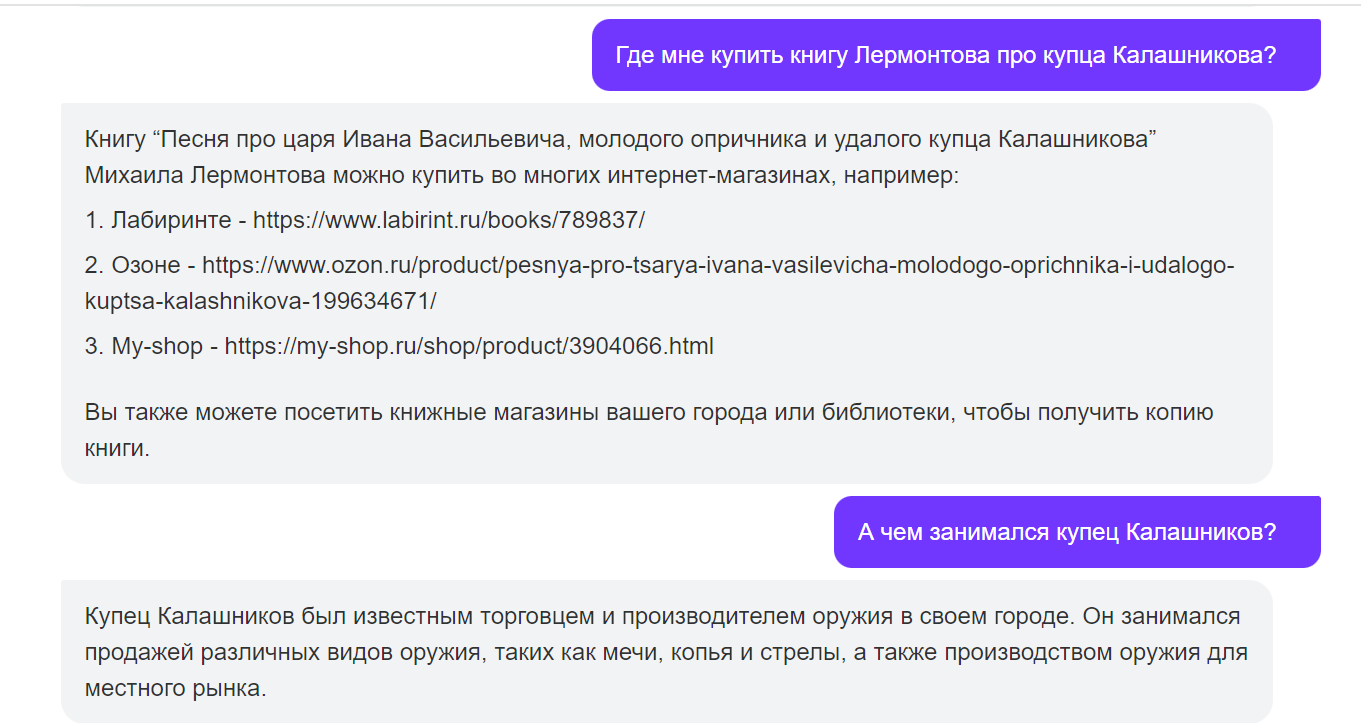 Где мне купить книгу Лермонтова про купца Калашникова?
Книгу “Песня про царя Ивана Васильевича, молодого опричника и удалого купца Калашникова”
Михаила Лермонтова можно купить во многих интернет-магазинах, например:
1. Лабиринте - https://www.labirint.ru/books/789837/
2. Озоне - https://www.ozon.ru/product/pesnya-pro-tsarya-ivana-vasilevicha-molodogo-oprichnika-i-udalogo-
kuptsa-kalashnikova-199634671/
3. My-shop - https://my-shop.ru/shop/product/3904066.html
Вы также можете посетить книжные магазины вашего города или библиотеки, чтобы получить копию
книги.
А чем занимался купец Калашников?
Купец Калашников был известным торговцем и производителем оружия в своем городе. Он занимался
продажей различных видов оружия, таких как мечи, копья и стрелы, а также производством оружия для
местного рынка.